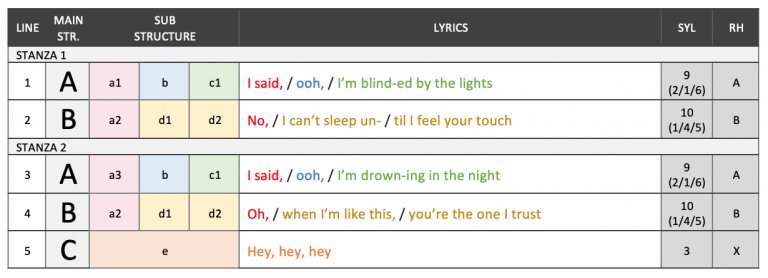 LINE MAIN STR. SUB STRUCTURE LYRICS SYL RH
STANZA 1
1 A a1 b c1 I said, / ooh, / I'm blind-ed by the lights 9 (2/1/6) A
2 B a2 d1 d2 No, / I can't sleep un- / til I feel your touch 10 (1/4/5) B
STANZA 2
3 A a3 b c1 I said, / ooh, / I'm drown-ing in the night 9 (2/1/6) A
4 B a2 d1 d2 Oh, / when I'm like this, / you're the one I trust 10 (1/4/5) B
5 C e Hey, hey, hey 3 X